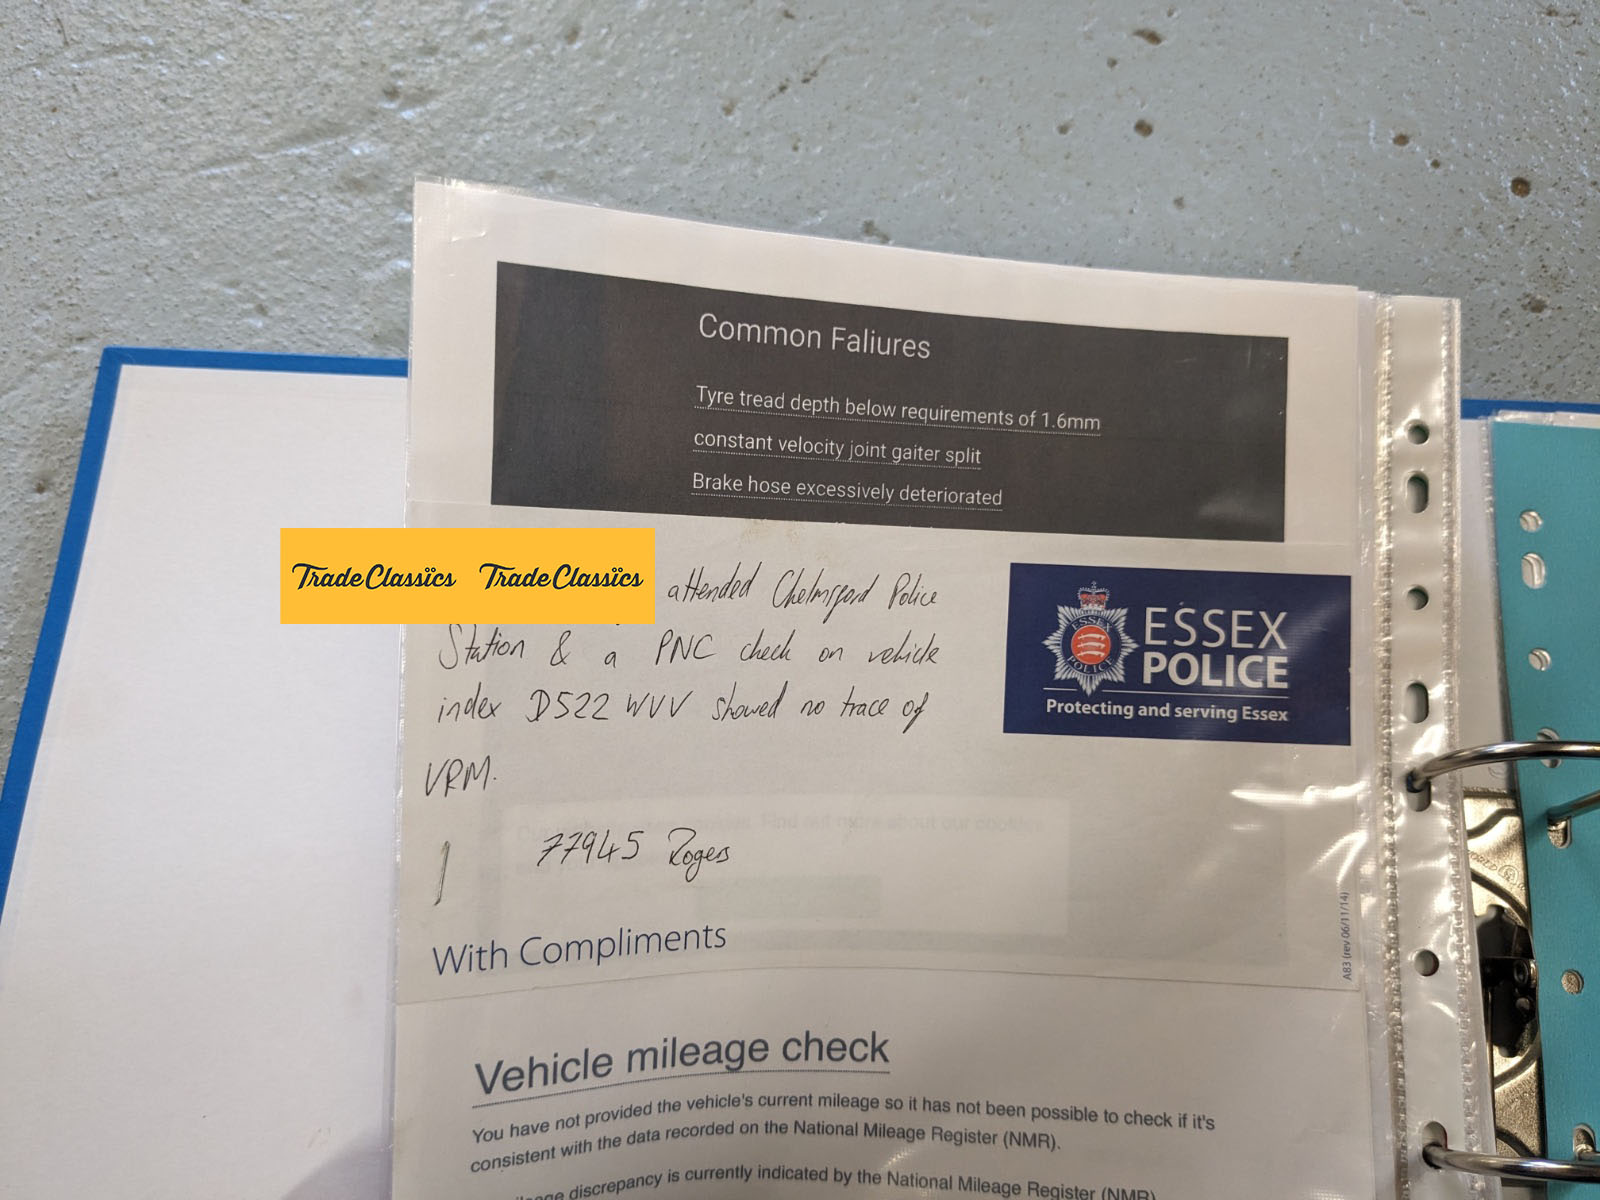 Common Faliures
Tyre tread depth below requirements of 1.6mm
constant velocity joint gaiter split
Brake hose excessively deteriorated
TradeClassics TradeClassics
attended Chelmsford Police
Station & a PNC check on vehicle
index D522 WVV showed no trace of
VRM.
77945 Rogers
ESSEX
POLICE
ESSEX
POLICE
Protecting and serving Essex
With Compliments
A83 (rev 06/11/14)
Vehicle mileage check
You have not provided the vehicle's current mileage so it has not been possible to check if it's
consistent with the data recorded on the National Mileage Register (NMR).
discrepancy is currently indicated by the National Mileage Register (NMR)